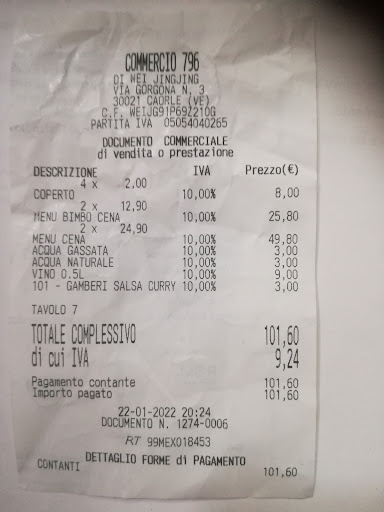 COMMERCIO 796
DI WEI JINGJING
VIA GORGONA N. 3
30021 CAORLE (VE)
C.F. WEIJG91P69Z210G
PARTITA IVA 05054040265
DOCUMENTO COMMERCIALE
di vendita o prestazione
DESCRIZIONE IVA Prezzo(€)
4 x 2,00
COPERTO 10,00% 8,00
2 x 12,90
MENU BIMBO CENA 10,00% 25,80
2 x 24,90
MENU CENA 10,00% 49,80
ACQUA GASSATA 10,00% 3,00
ACQUA NATURALE 10,00% 3,00
VINO 0.5L 10,00% 9,00
101 - GAMBERI SALSA CURRY 10,00% 3,00
TAVOLO 7
TOTALE COMPLESSIVO 101,60
di cui IVA 9,24
Pagamento contante 101,60
Importo pagato 101,60
22-01-2022 20:24
DOCUMENTO N. 1274-0006
RT 99MEX018453
DETTAGLIO FORME di PAGAMENTO
CONTANTI 101,60